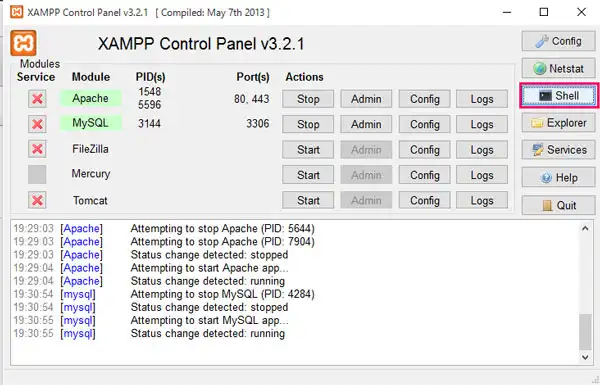 XAMPP Control Panel v3.2.1 [ Compiled: May 7th 2013 ]
XAMPP Control Panel v3.2.1
Config
Modules
Service Module PID(s) Port(s) Actions
Netstat
Apache 1548 5596 80, 443 Stop Admin Config Logs
Shell
MySQL 3144 3306 Stop Admin Config Logs
Explorer
FileZilla Start Admin Config Logs
Services
Mercury Start Admin Config Logs
Help
Tomcat Start Admin Config Logs
Quit
19:29:03 [Apache] Attempting to stop Apache (PID: 5644)
19:29:03 [Apache] Attempting to stop Apache (PID: 7904)
19:29:03 [Apache] Status change detected: stopped
19:29:04 [Apache] Attempting to start Apache app...
19:29:04 [Apache] Status change detected: running
19:30:54 [mysql] Attempting to stop MySQL (PID: 4284)
19:30:54 [mysql] Status change detected: stopped
19:30:55 [mysql] Attempting to start MySQL app...
19:30:55 [mysql] Status change detected: running